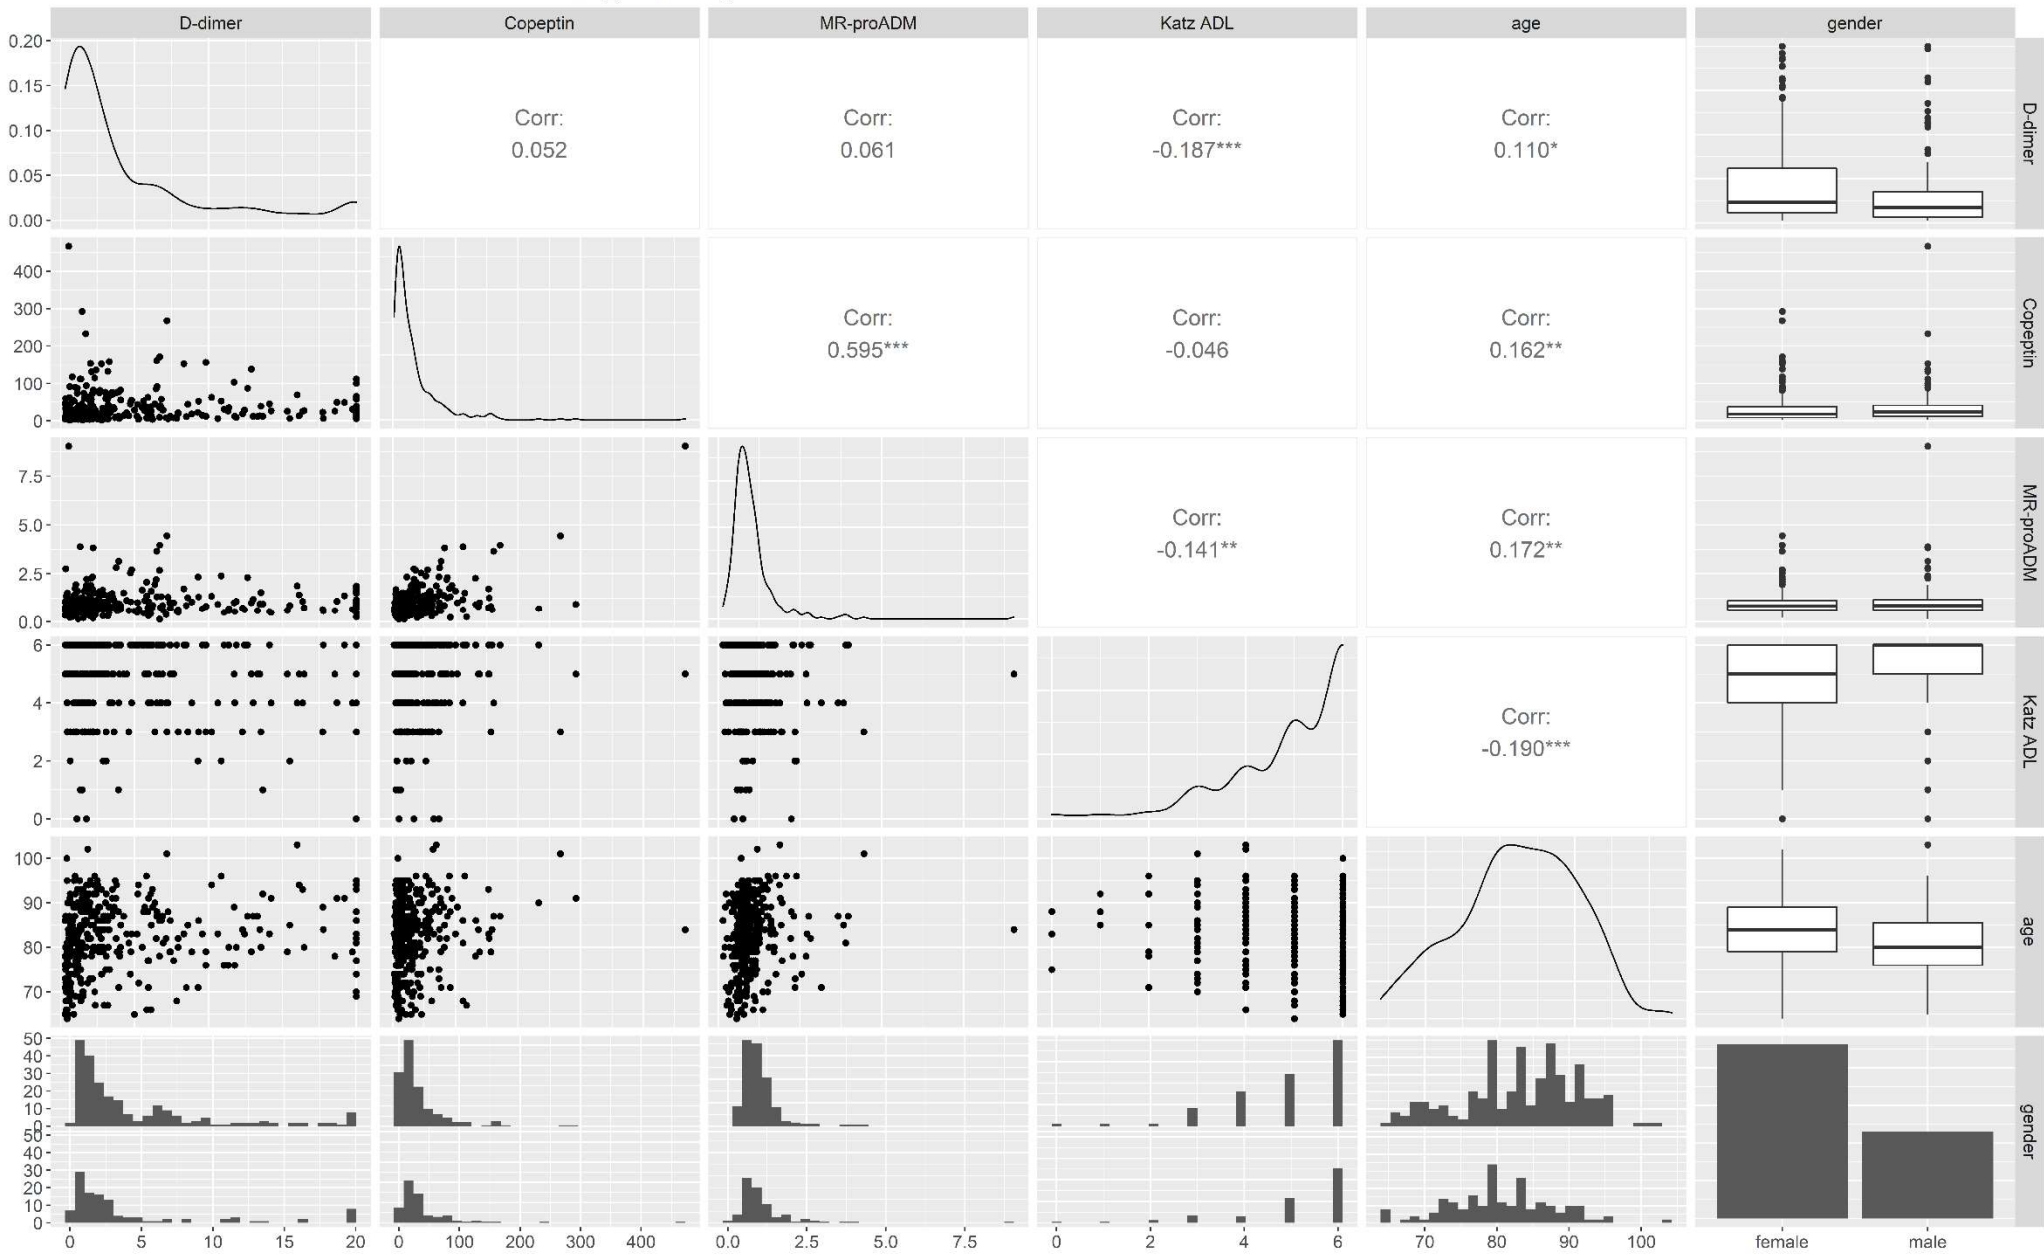 D-dimer Copeptin MR-proADM Katz ADL age gender
0.20
0.15
0.10
0.05
0.00
Corr:
0.052
Corr:
0.061
Corr:
-0.187***
Corr:
0.110*
D-dimer
400
300
200
100
0
Corr:
0.595***
Corr:
-0.046
Corr:
0.162**
Copeptin
7.5
5.0
2.5
0.0
Corr:
-0.141**
Corr:
0.172**
MR-proADM
6
4
2
0
Corr:
-0.190***
Katz ADL
100
90
80
70
age
50
40
30
20
10
0
50
40
30
20
10
0
gender
0 5 10 15 20
0 100 200 300 400
0.0 2.5 5.0 7.5
0 2 4 6
70 80 90 100
female male